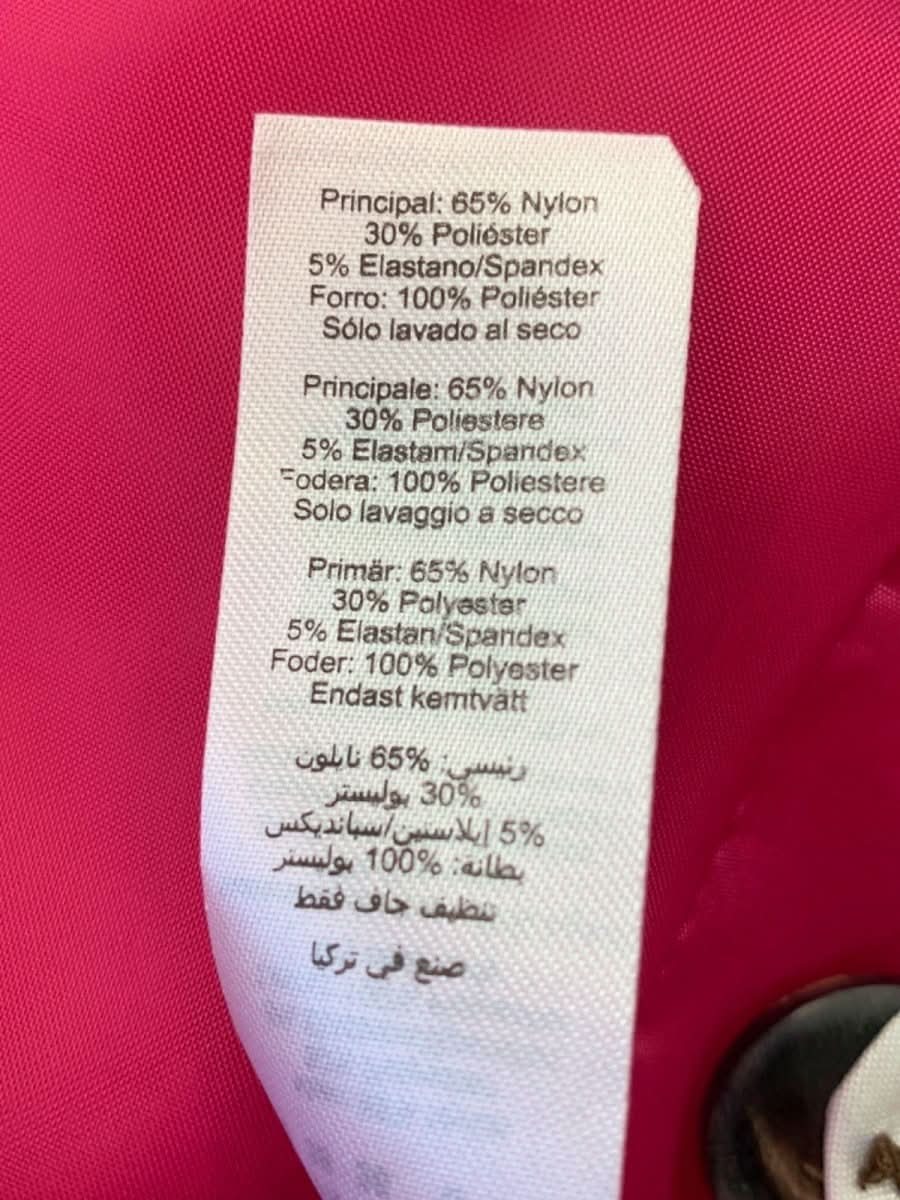 Principal: 65% Nylon
30% Poliéster
5% Elastano/Spandex
Forro: 100% Poliéster
Sólo lavado al seco
Principale: 65% Nylon
30% Poliestere
5% Elastam/Spandex
Fodera: 100% Poliestere
Solo lavaggio a secco
Primär: 65% Nylon
30% Polyester
5% Elastan/Spandex
Foder: 100% Polyester
Endast kemtvätt
رئيسي: 65% نايلون
30% بوليستر
5% إيلاستين/سبانديكس
بطانة: 100% بوليستر
تنظيف جاف فقط
صنع في تركيا